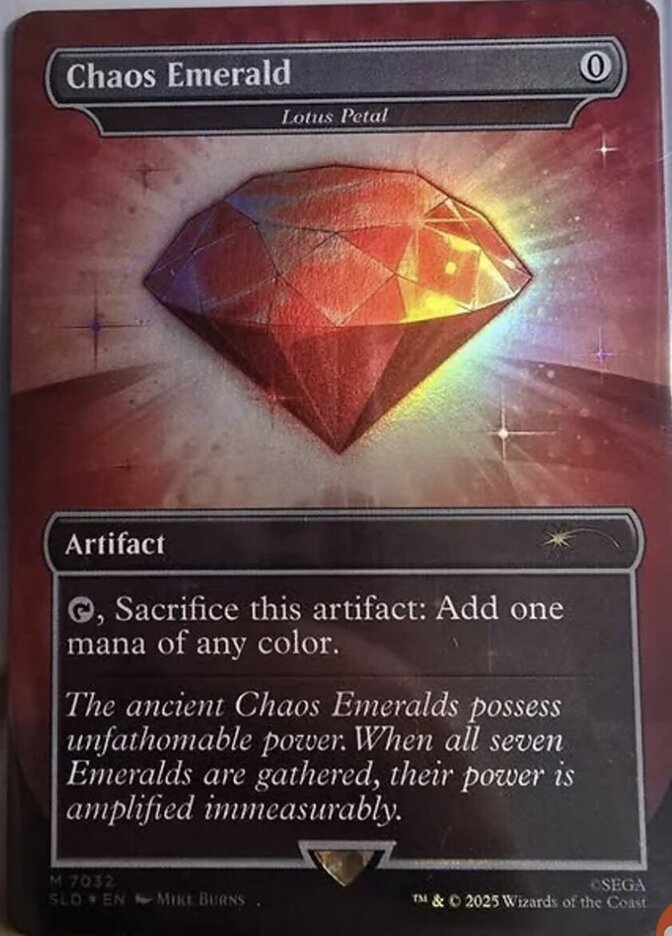 Chaos Emerald 0
Lotus Petal
Artifact
, Sacrifice this artifact: Add one
mana of any color.
The ancient Chaos Emeralds possess
unfathomable power. When all seven
Emeralds are gathered, their power is
amplified immeasurably.
M 7032
SLD ★ EN Mike Burns
©SEGA
™ & © 2025 Wizards of the Coast